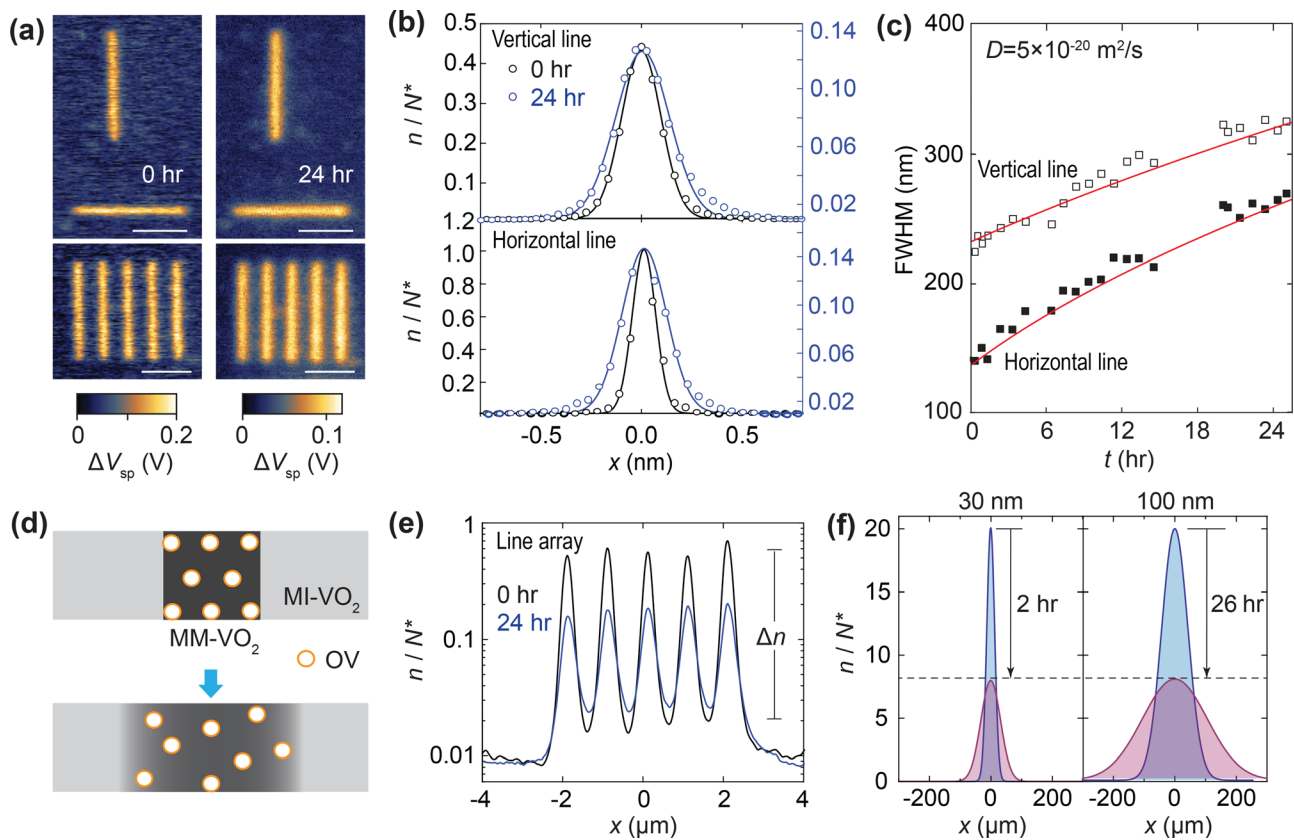 (a)
0 hr
24 hr
0 0.2
ΔVsp (V)
0 0.1
ΔVsp (V)
(b)
Vertical line
0 hr
24 hr
n / N*
0.5
0.4
0.3
0.2
0.1
0.14
0.10
0.06
0.02
Horizontal line
n / N*
1.2
1.0
0.8
0.6
0.4
0.2
0.14
0.10
0.06
0.02
0.01
-0.5 0.0 0.5
x (nm)
(c)
D=5×10-20 m2/s
Vertical line
Horizontal line
FWHM (nm)
400
300
200
100
0 6 12 18 24
t (hr)
(d)
MI-VO2
MM-VO2
OV
(e)
Line array
0 hr
24 hr
Δn
n / N*
1
0.1
0.01
-4 -2 0 2 4
x (µm)
(f)
30 nm 100 nm
2 hr 26 hr
n / N*
20
15
10
5
0
-200 0 200 -200 0 200
x (µm) x (µm)